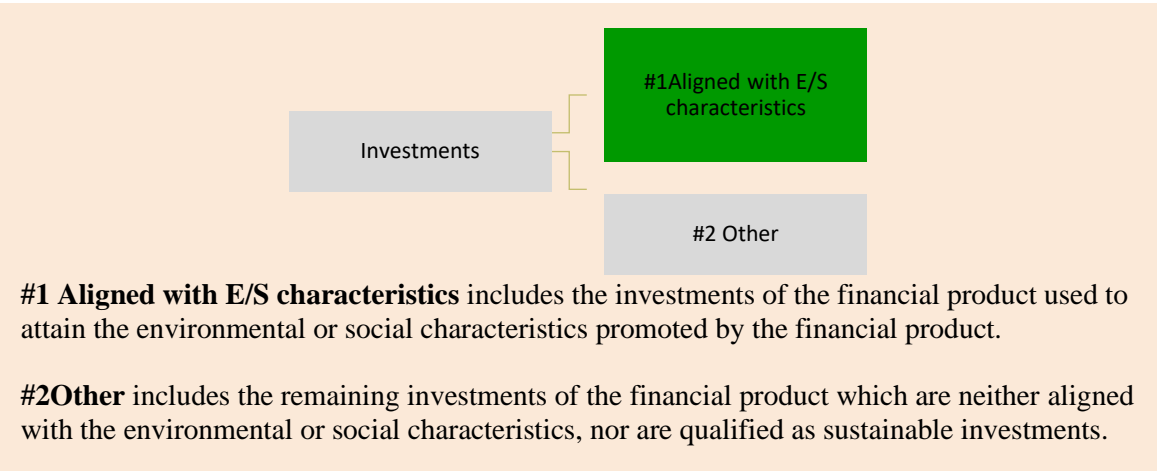 #1Aligned with E/S
characteristics
Investments
#2 Other
#1 Aligned with E/S characteristics includes the investments of the financial product used to
attain the environmental or social characteristics promoted by the financial product.
#2Other includes the remaining investments of the financial product which are neither aligned
with the environmental or social characteristics, nor are qualified as sustainable investments.